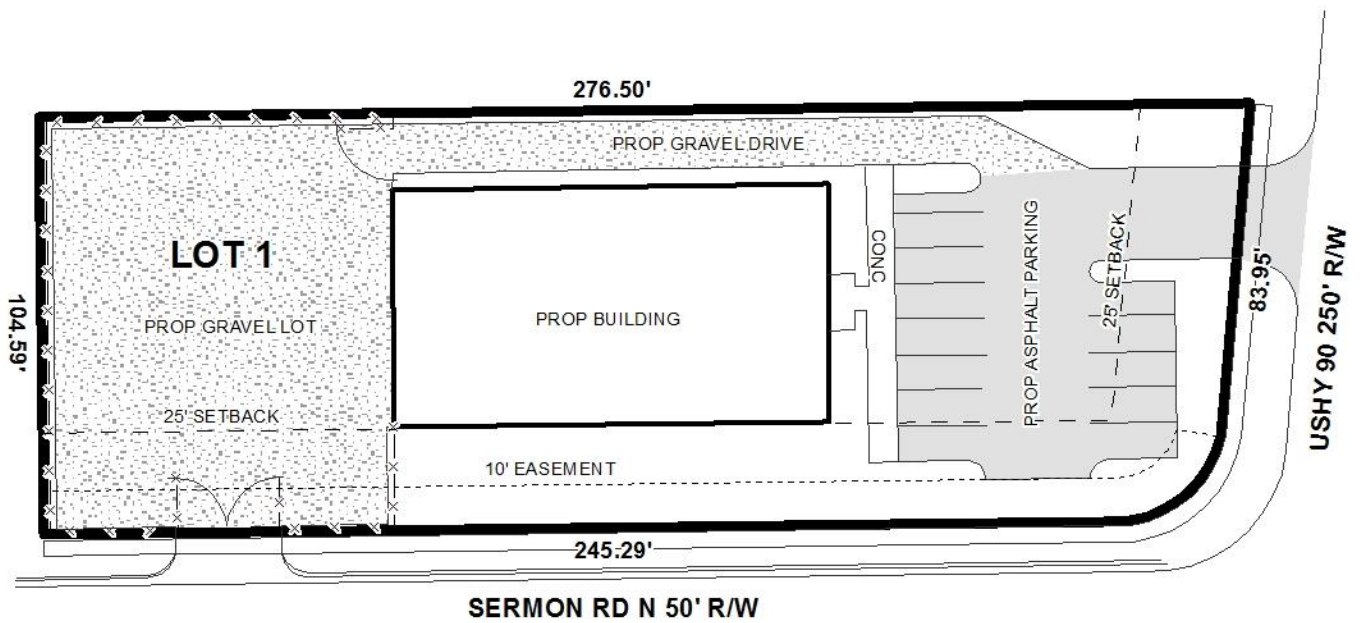 276.50'
PROP GRAVEL DRIVE
LOT 1
CONC
PROP ASPHALT PARKING
25' SETBACK
83.95'
USHY 90 250' R/W
104.59'
PROP GRAVEL LOT
PROP BUILDING
25' SETBACK
10' EASEMENT
245.29'
SERMON RD N 50' R/W